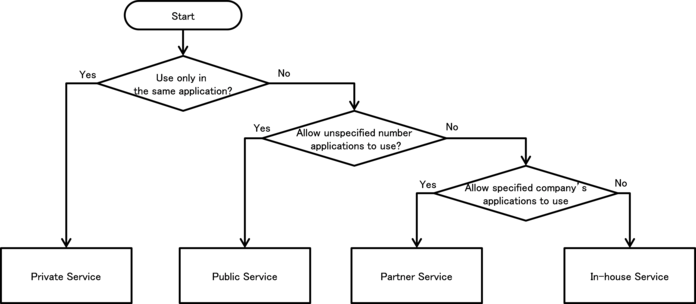 Start
Yes
Use only in
the same application?
No
Yes
Allow unspecified number
applications to use?
No
Yes
Allow specified company's
applications to use
No
Private Service
Public Service
Partner Service
In-house Service